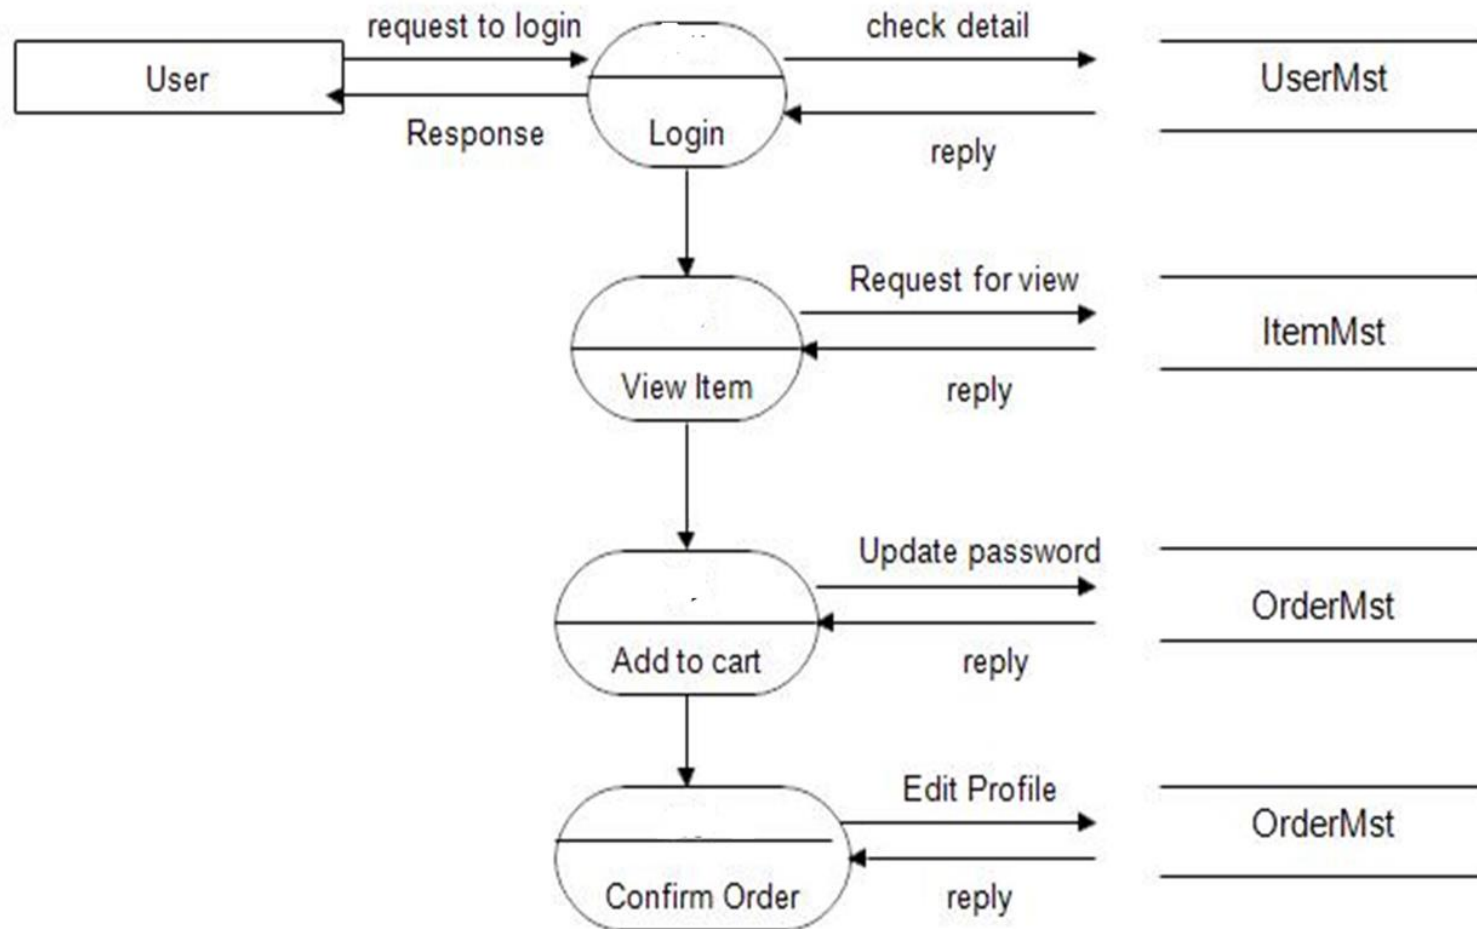 request to login
check detail
User
UserMst
Response
Login
reply
Request for view
ItemMst
View Item
reply
Update password
OrderMst
Add to cart
reply
Edit Profile
OrderMst
Confirm Order
reply